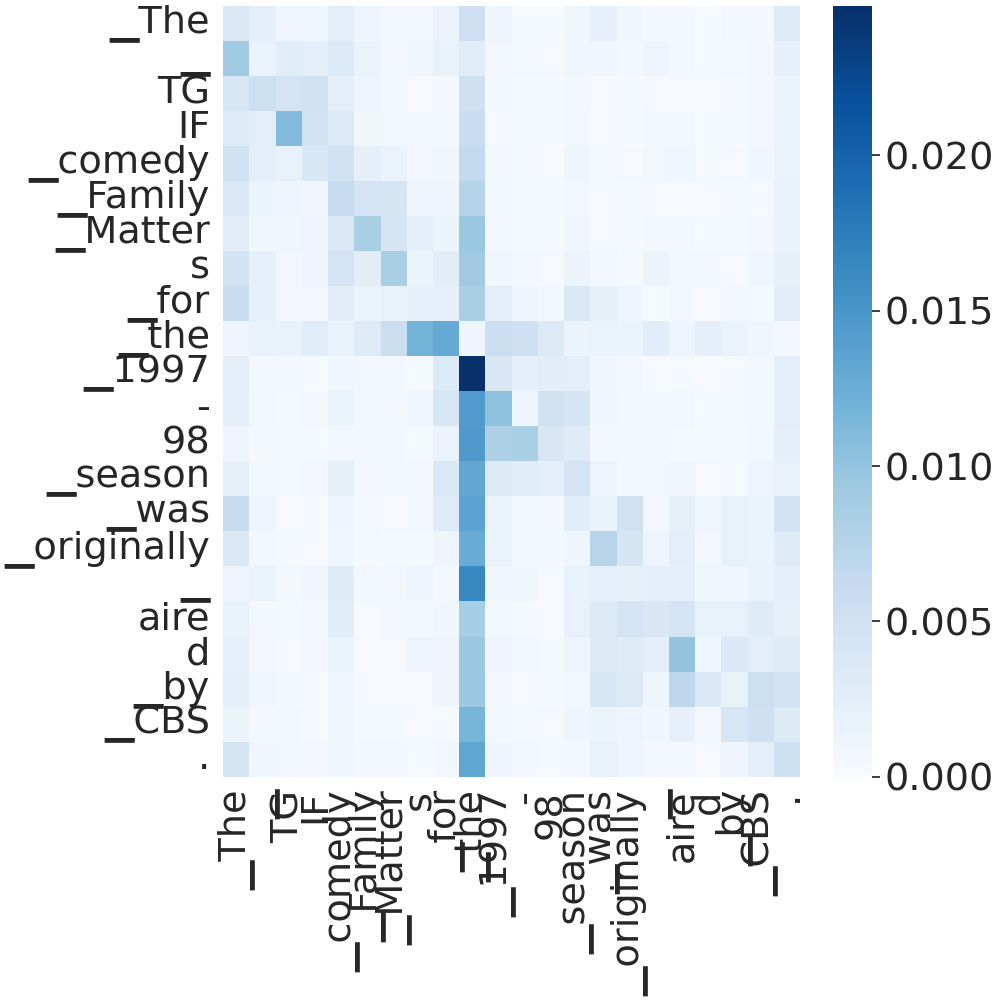 _The
_
TG
IF
_comedy
_Family
_Matter
s
_for
_the
_1997
-
98
_season
_was
_originally
_
aire
d
_by
_CBS
.
0.020
0.015
0.010
0.005
0.000
_The
_
TG
IF
_comedy
_Family
_Matter
s
_for
_the
_1997
-
98
_season
_was
_originally
_
aire
d
_by
_CBS
.